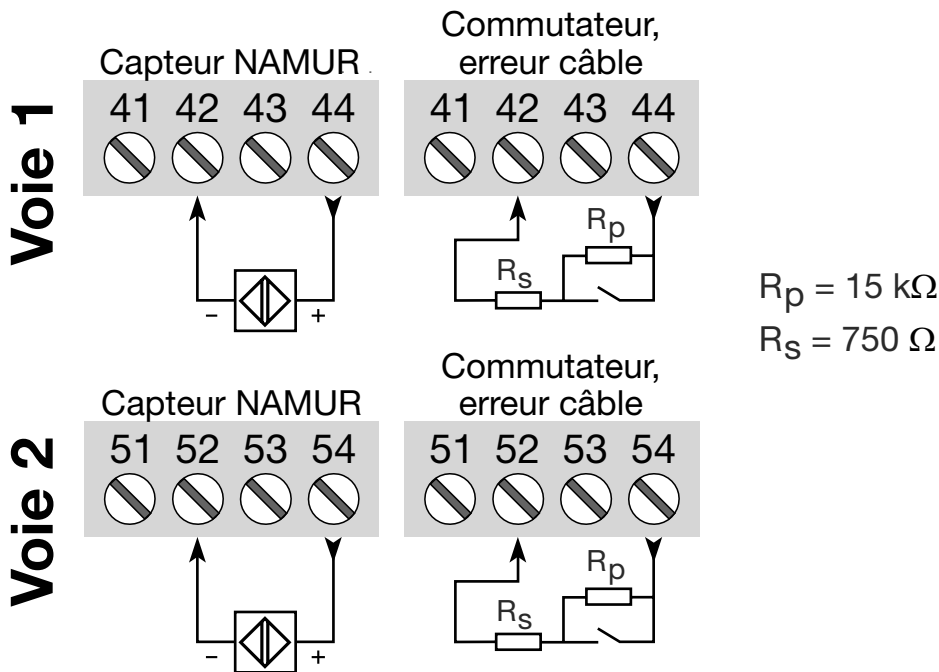 Voie 1
Capteur NAMUR
41 42 43 44
- +
Commutateur,
erreur câble
41 42 43 44
Rp
Rs
Voie 2
Capteur NAMUR
51 52 53 54
- +
Commutateur,
erreur câble
51 52 53 54
Rp
Rs
Rp = 15 kΩ
Rs = 750 Ω